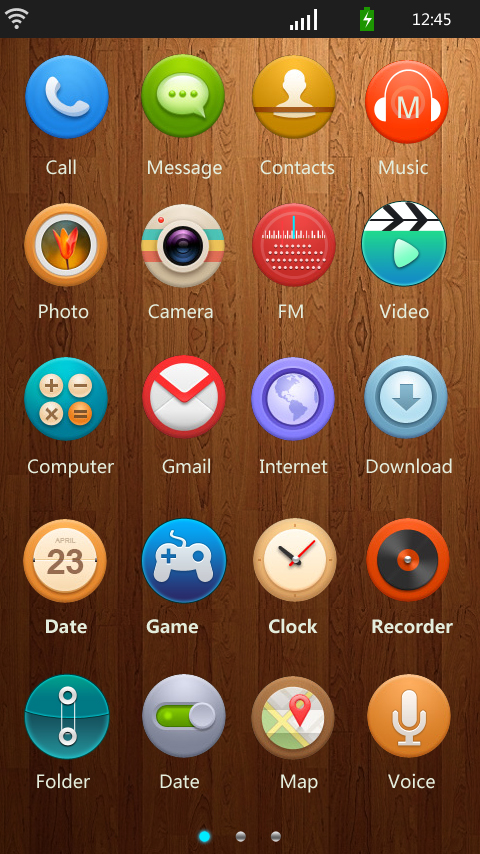 12:45
M
Call Message Contacts Music
Photo Camera FM Video
Computer Gmail Internet Download
APRIL
23
Date Game Clock Recorder
Folder Date Map Voice